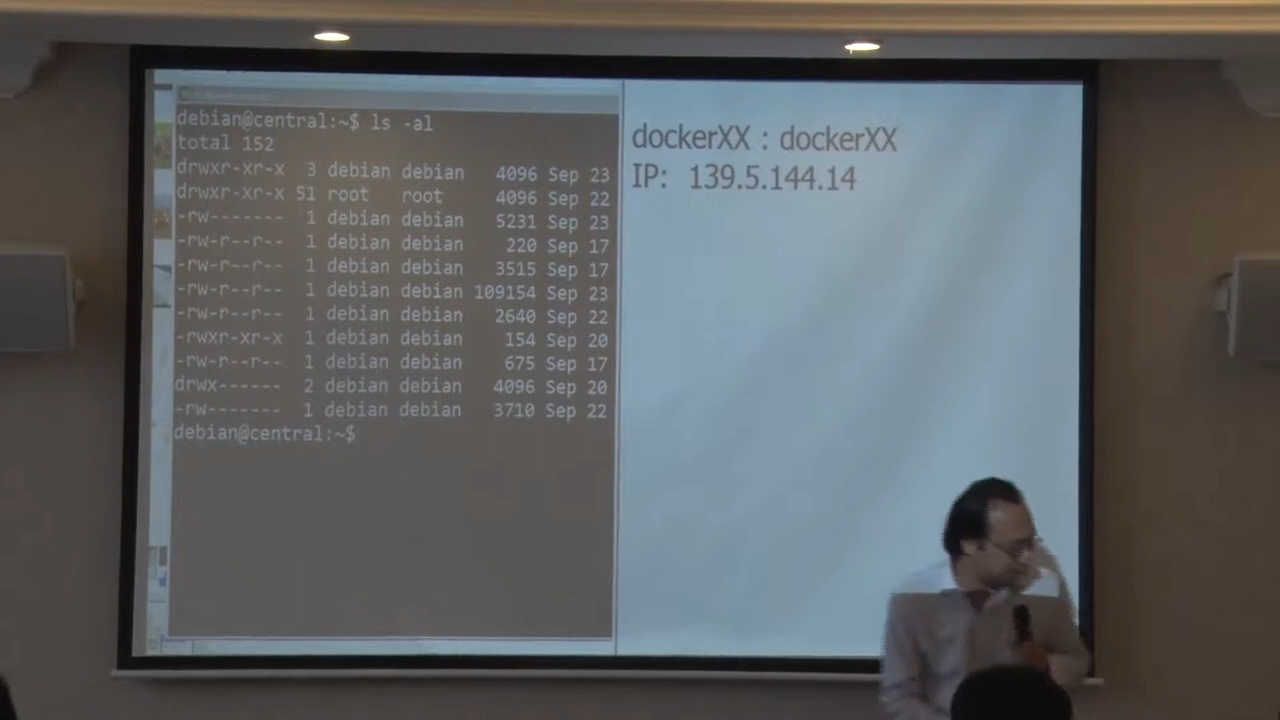 debian@central:~$ ls -al
total 152
drwxr-xr-x 3 debian debian 4096 Sep 23
drwxr-xr-x 51 root root 4096 Sep 22
-rw------- 1 debian debian 5231 Sep 23
-rw-r--r-- 1 debian debian 220 Sep 17
-rw-r--r-- 1 debian debian 3515 Sep 17
-rw-r--r-- 1 debian debian 109154 Sep 23
-rw-r--r-- 1 debian debian 2640 Sep 22
-rwxr-xr-x 1 debian debian 154 Sep 20
-rw-r--r-- 1 debian debian 675 Sep 17
drwx------ 2 debian debian 4096 Sep 20
-rw------- 1 debian debian 3710 Sep 22
debian@central:~$
dockerXX : dockerXX
IP: 139.5.144.14